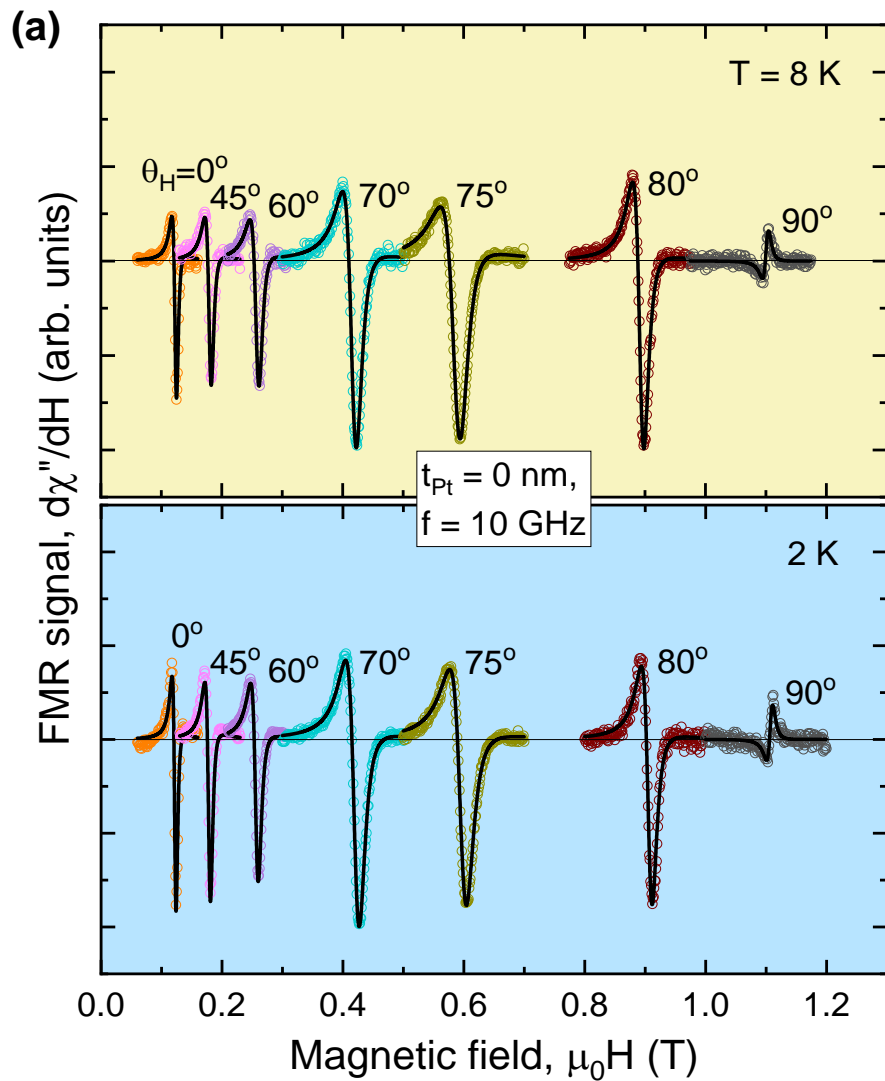 (a)
T = 8 K
θ_H=0°
45°
60°
70°
75°
80°
90°
FMR signal, dχ"/dH (arb. units)
t_Pt = 0 nm,
f = 10 GHz
2 K
0°
45°
60°
70°
75°
80°
90°
0.0 0.2 0.4 0.6 0.8 1.0 1.2
Magnetic field, μ₀H (T)